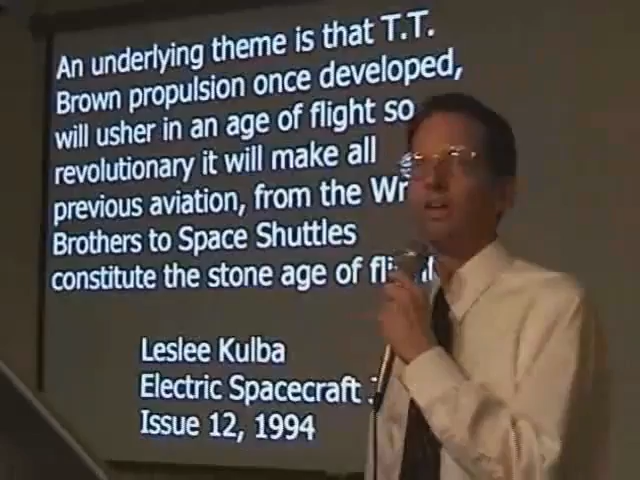 An underlying theme is that T.T.
Brown propulsion once developed,
will usher in an age of flight so
revolutionary it will make all
previous aviation, from the Wr
Brothers to Space Shuttles
constitute the stone age of
Leslee Kulba
Electric Spacecraft
Issue 12, 1994